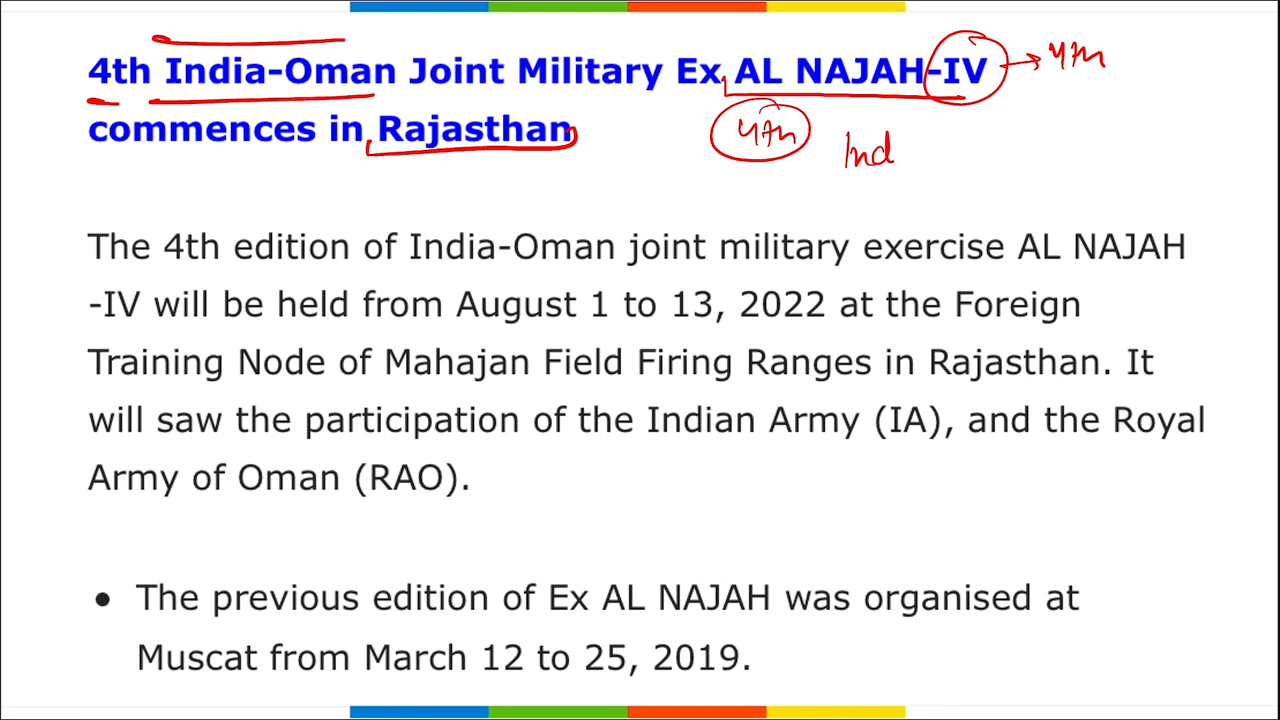 4th India-Oman Joint Military Ex AL NAJAH-IV → 4th
commences in Rajasthan
4th
Ind
The 4th edition of India-Oman joint military exercise AL NAJAH
-IV will be held from August 1 to 13, 2022 at the Foreign
Training Node of Mahajan Field Firing Ranges in Rajasthan. It
will saw the participation of the Indian Army (IA), and the Royal
Army of Oman (RAO).
● The previous edition of Ex AL NAJAH was organised at
Muscat from March 12 to 25, 2019.